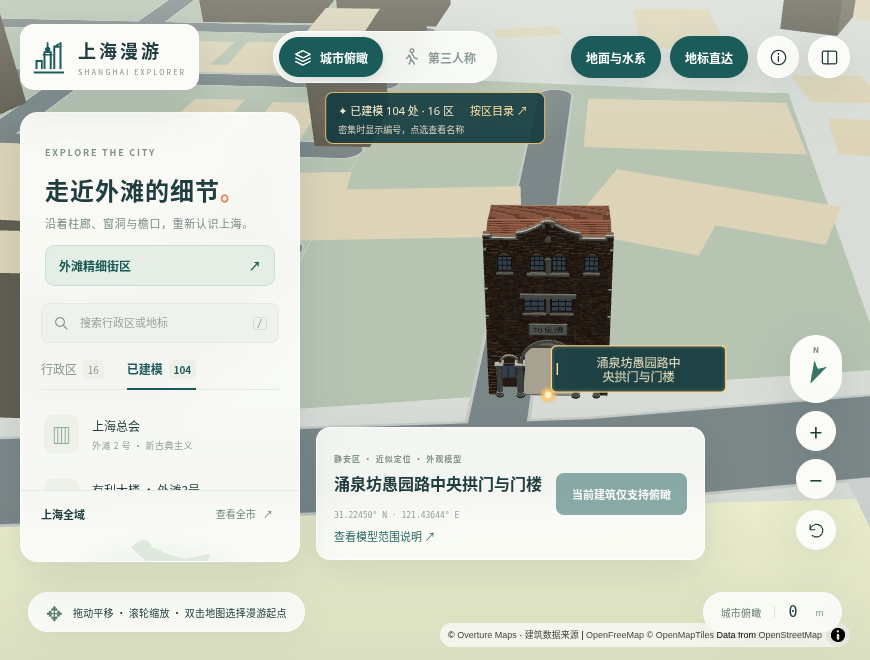 上海漫游
SHANGHAI EXPLORER
城市俯瞰
第三人称
地面与水系
地标直达
✦ 已建模 104 处 · 16 区 按区目录 ↗
密集时显示编号，点选查看名称
EXPLORE THE CITY
走近外滩的细节。
沿着柱廊、窗洞与檐口，重新认识上海。
外滩精细街区 ↗
搜索行政区或地标 /
行政区 16 已建模 104
上海总会
外滩 2 号 · 新古典主义
有利大楼 · 外滩3号
上海全域 查看全市 ↗
涌泉坊愚园路中
央拱门与门楼
N
静安区 · 近似定位 · 外观模型
涌泉坊愚园路中央拱门与门楼
31.22450° N · 121.43644° E
查看模型范围说明 ↗
当前建筑仅支持俯瞰
拖动平移 · 滚轮缩放 · 双击地图选择漫游起点
城市俯瞰 0 m
© Overture Maps · 建筑数据来源 | OpenFreeMap © OpenMapTiles Data from OpenStreetMap